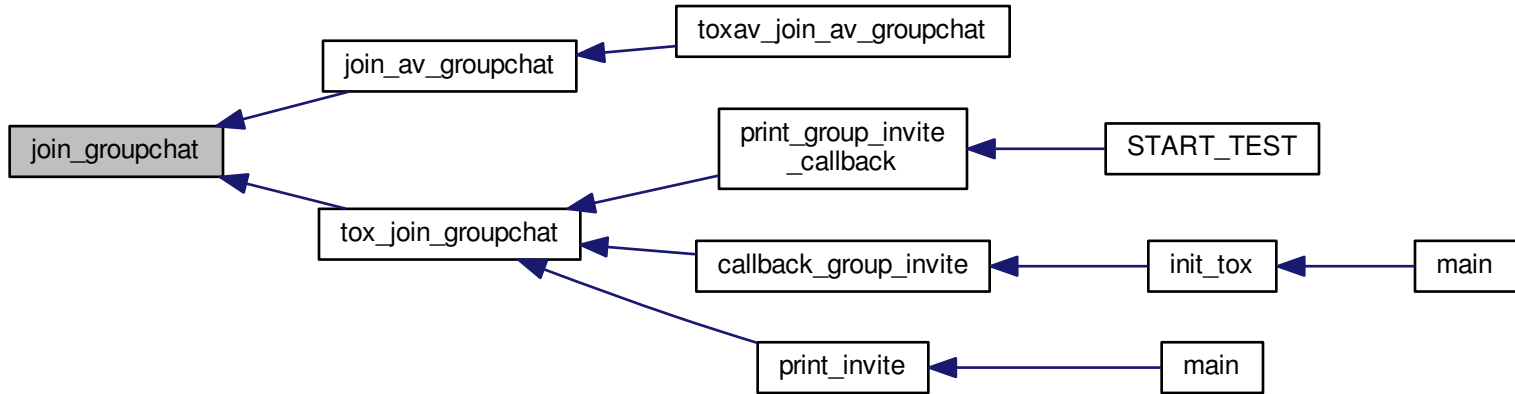 toxav_join_av_groupchat
join_av_groupchat
print_group_invite
_callback
START_TEST
join_groupchat
tox_join_groupchat
callback_group_invite
init_tox
main
print_invite
main